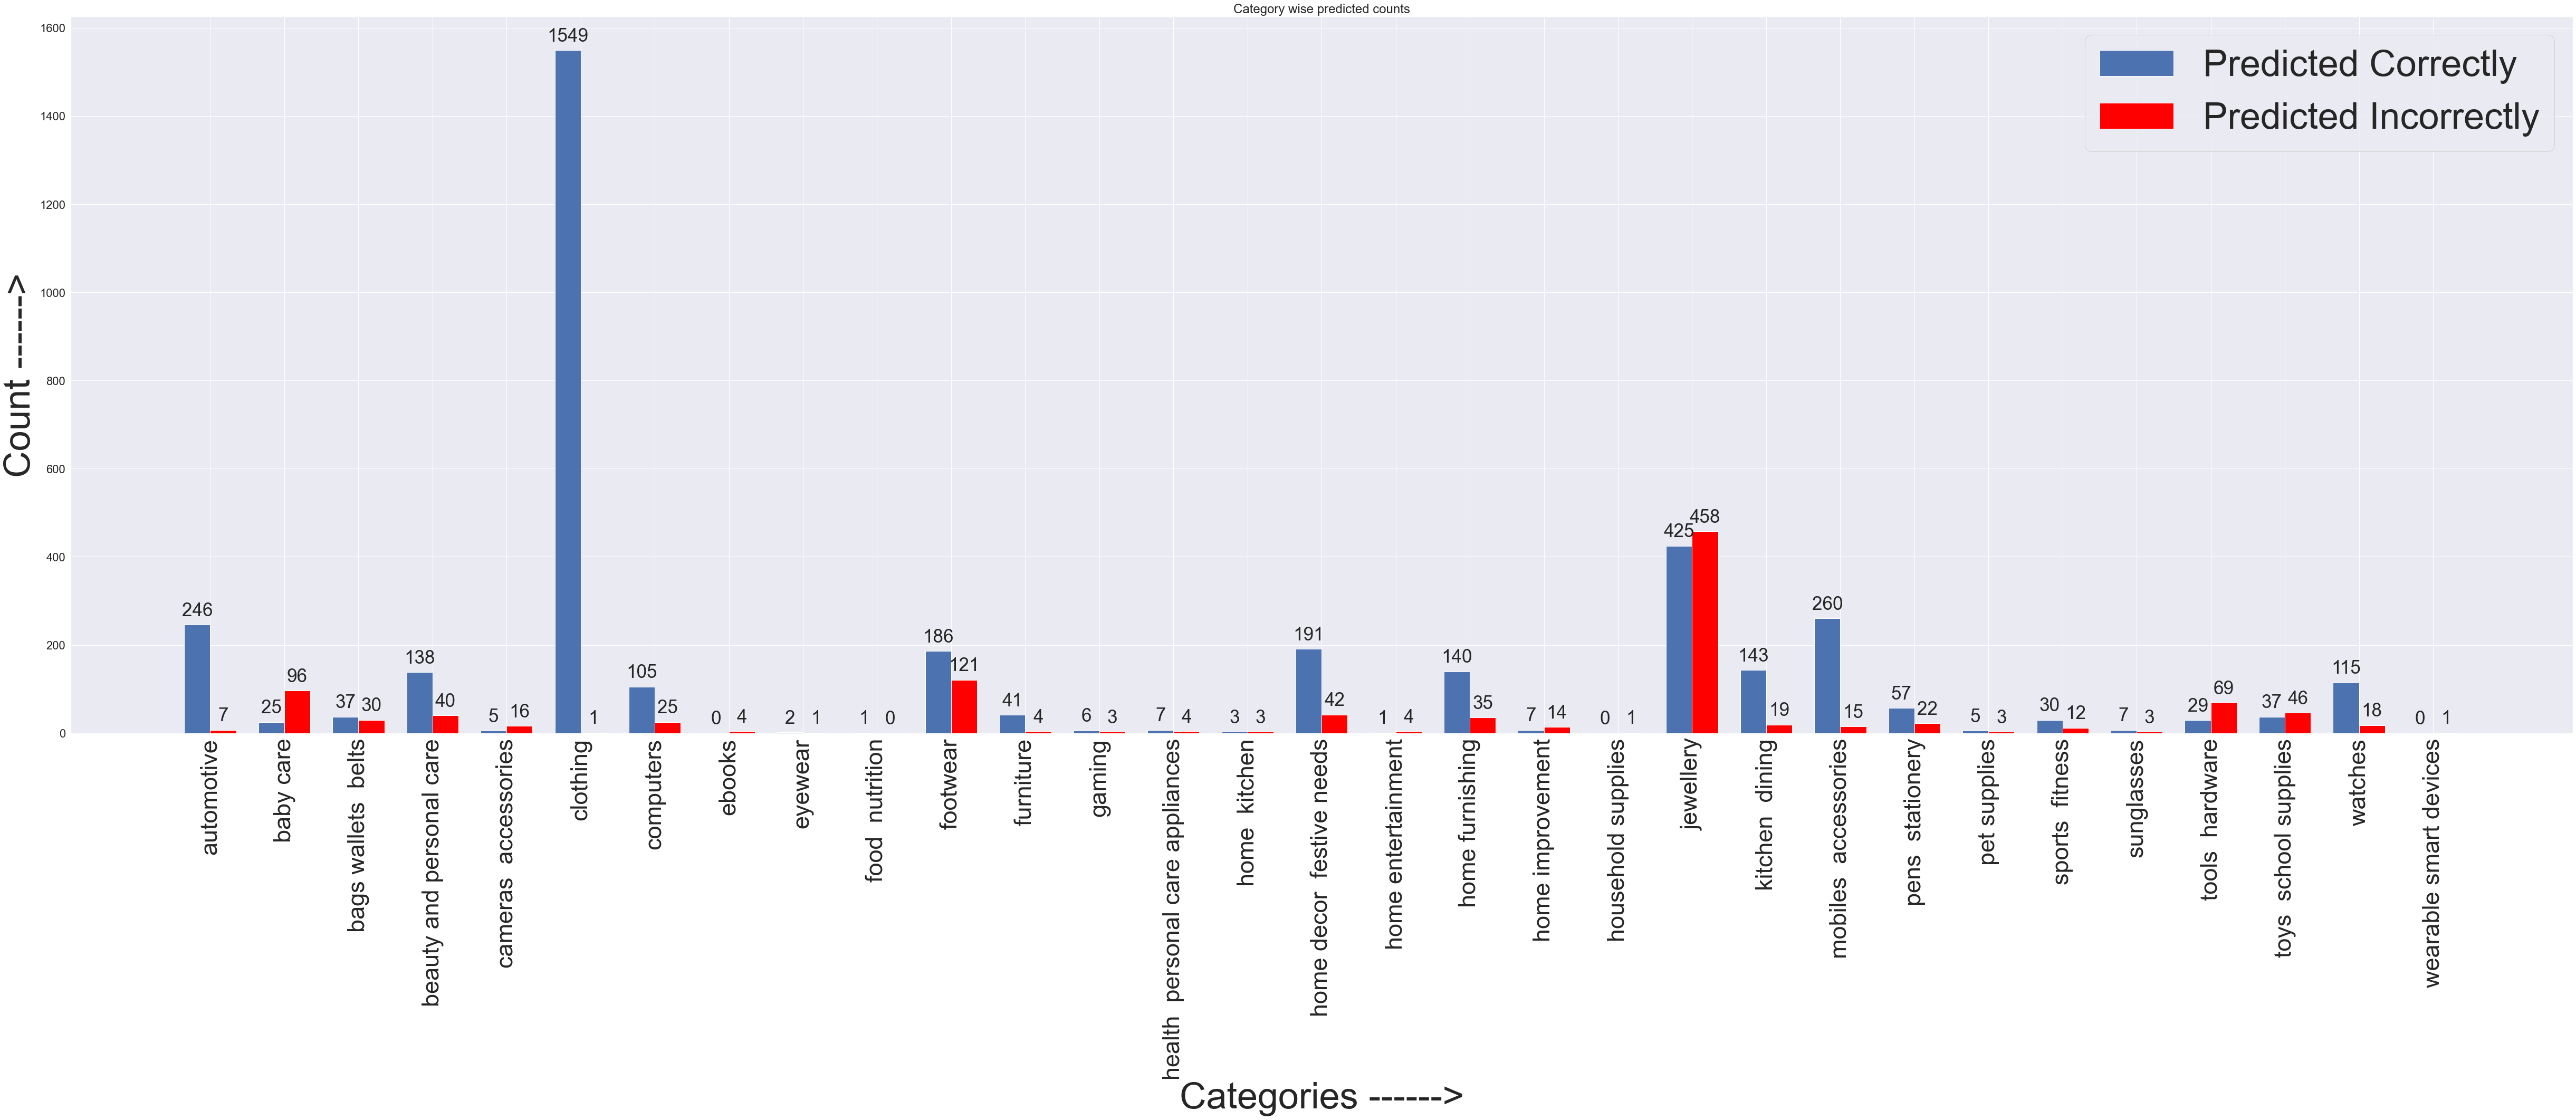 Category wise predicted counts
Predicted Correctly
Predicted Incorrectly
Count ------->
1600
1400
1200
1000
800
600
400
200
0
246
7
25
96
37
30
138
40
5
16
1549
1
105
25
0
4
2
1
1
0
186
121
41
4
6
3
7
4
3
3
191
42
1
4
140
35
7
14
0
1
425
458
143
19
260
15
57
22
5
3
30
12
7
3
29
69
37
46
115
18
0
1
automotive
baby care
bags wallets  belts
beauty and personal care
cameras  accessories
clothing
computers
ebooks
eyewear
food  nutrition
footwear
furniture
gaming
health  personal care appliances
home  kitchen
home decor  festive needs
home entertainment
home furnishing
home improvement
household supplies
jewellery
kitchen  dining
mobiles  accessories
pens  stationery
pet supplies
sports  fitness
sunglasses
tools  hardware
toys  school supplies
watches
wearable smart devices
Categories ------>